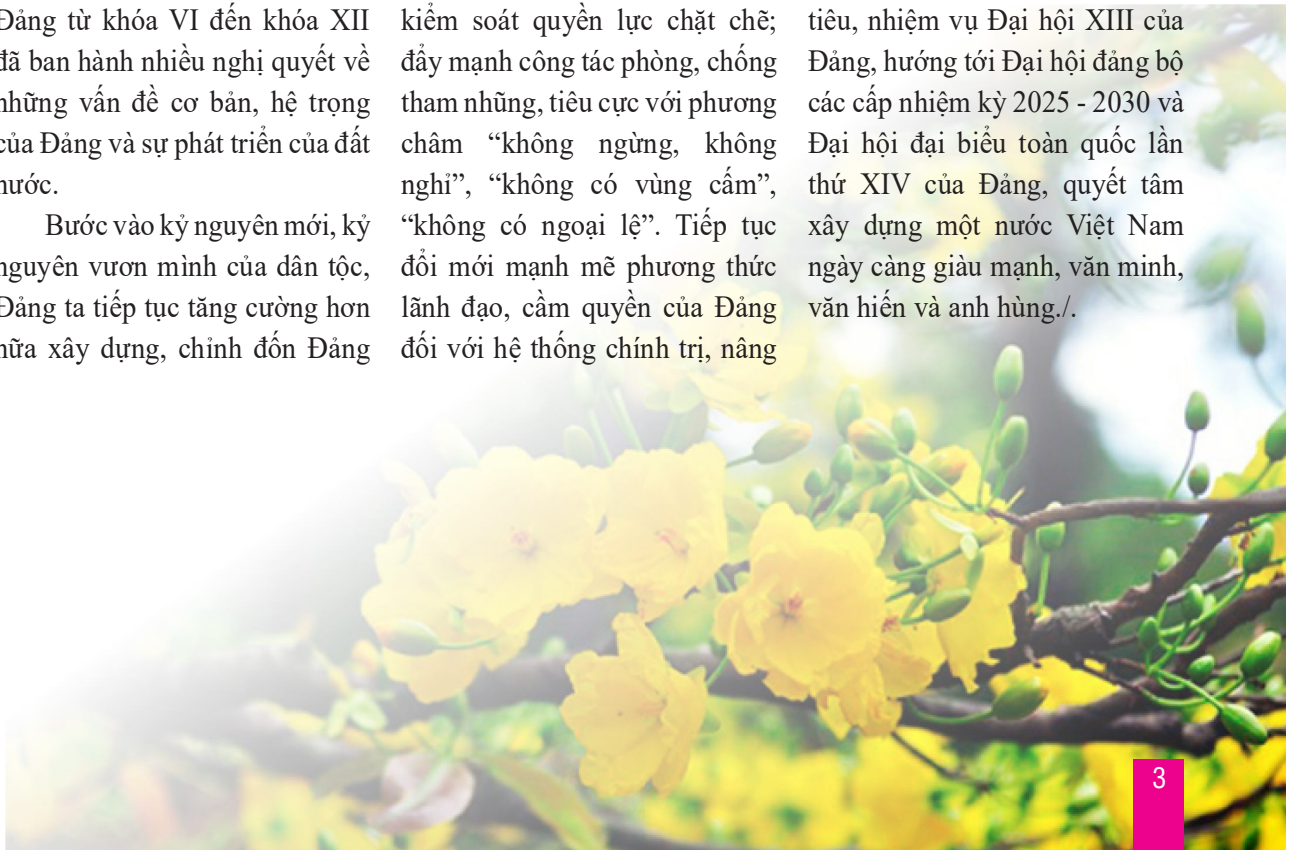 Đảng từ khóa VI đến khóa XII
đã ban hành nhiều nghị quyết về
những vấn đề cơ bản, hệ trọng
của Đảng và sự phát triển của đất
nước.
Bước vào kỷ nguyên mới, kỷ
nguyên vươn mình của dân tộc,
Đảng ta tiếp tục tăng cường hơn
nữa xây dựng, chỉnh đốn Đảng
kiểm soát quyền lực chặt chẽ;
đẩy mạnh công tác phòng, chống
tham nhũng, tiêu cực với phương
châm “không ngừng, không
nghỉ”, “không có vùng cấm”,
“không có ngoại lệ”. Tiếp tục
đổi mới mạnh mẽ phương thức
lãnh đạo, cầm quyền của Đảng
đối với hệ thống chính trị, nâng
tiêu, nhiệm vụ Đại hội XIII của
Đảng, hướng tới Đại hội đảng bộ
các cấp nhiệm kỳ 2025 - 2030 và
Đại hội đại biểu toàn quốc lần
thứ XIV của Đảng, quyết tâm
xây dựng một nước Việt Nam
ngày càng giàu mạnh, văn minh,
văn hiến và anh hùng./.
3